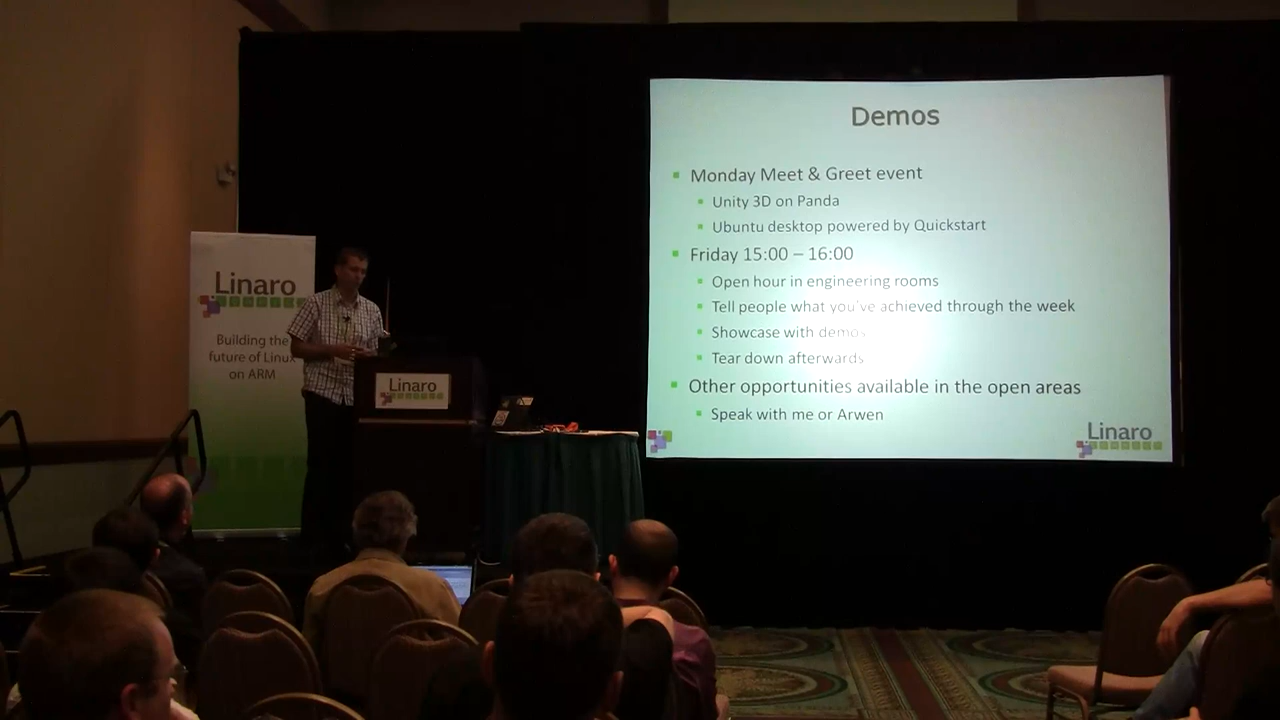 Demos
Monday Meet & Greet event
Unity 3D on Panda
Ubuntu desktop powered by Quickstart
Friday 15:00 – 16:00
Open hour in engineering rooms
Tell people what you've achieved through the week
Showcase with demos
Tear down afterwards
Other opportunities available in the open areas
Speak with me or Arwen
Linaro
Linaro
Building the
future of Linux
on ARM
Linaro